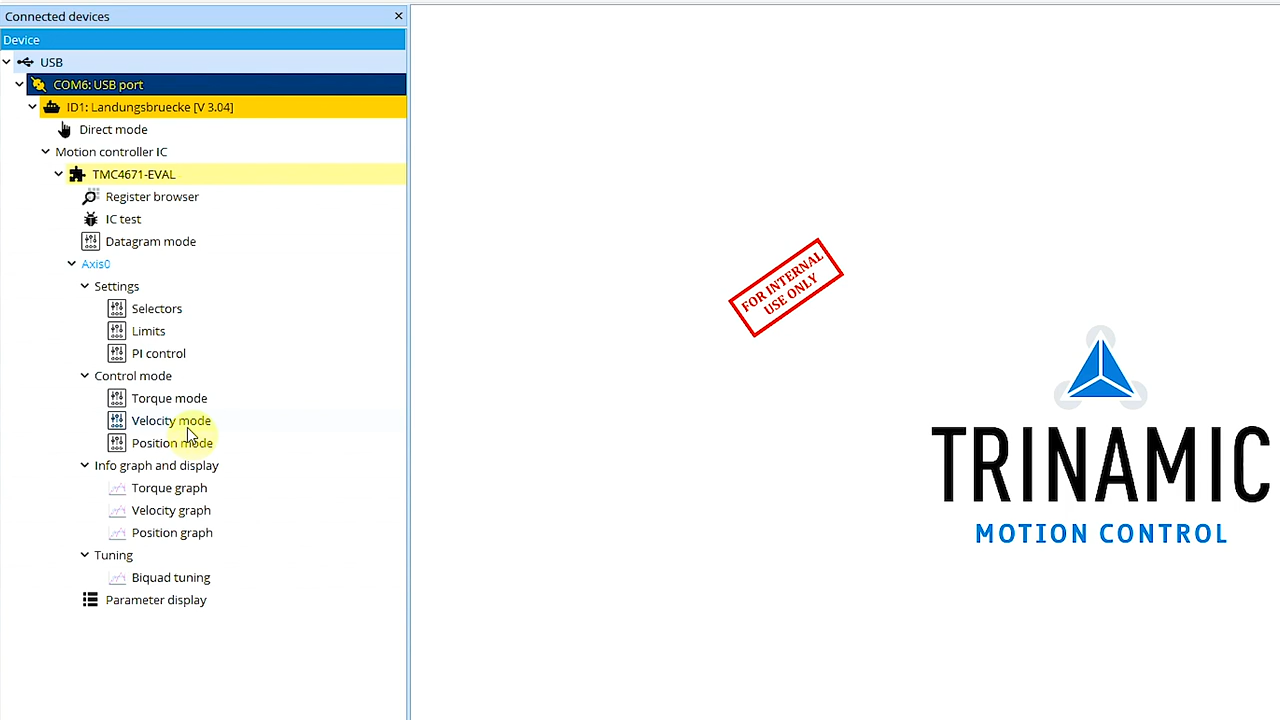 Connected devices
Device
USB
COM6: USB port
ID1: Landungsbruecke [V 3.04]
Direct mode
Motion controller IC
TMC4671-EVAL
Register browser
IC test
Datagram mode
Axis0
Settings
Selectors
Limits
PI control
Control mode
Torque mode
Velocity mode
Position mode
Info graph and display
Torque graph
Velocity graph
Position graph
Tuning
Biquad tuning
Parameter display
FOR INTERNAL
USE ONLY
TRINAMIC
MOTION CONTROL